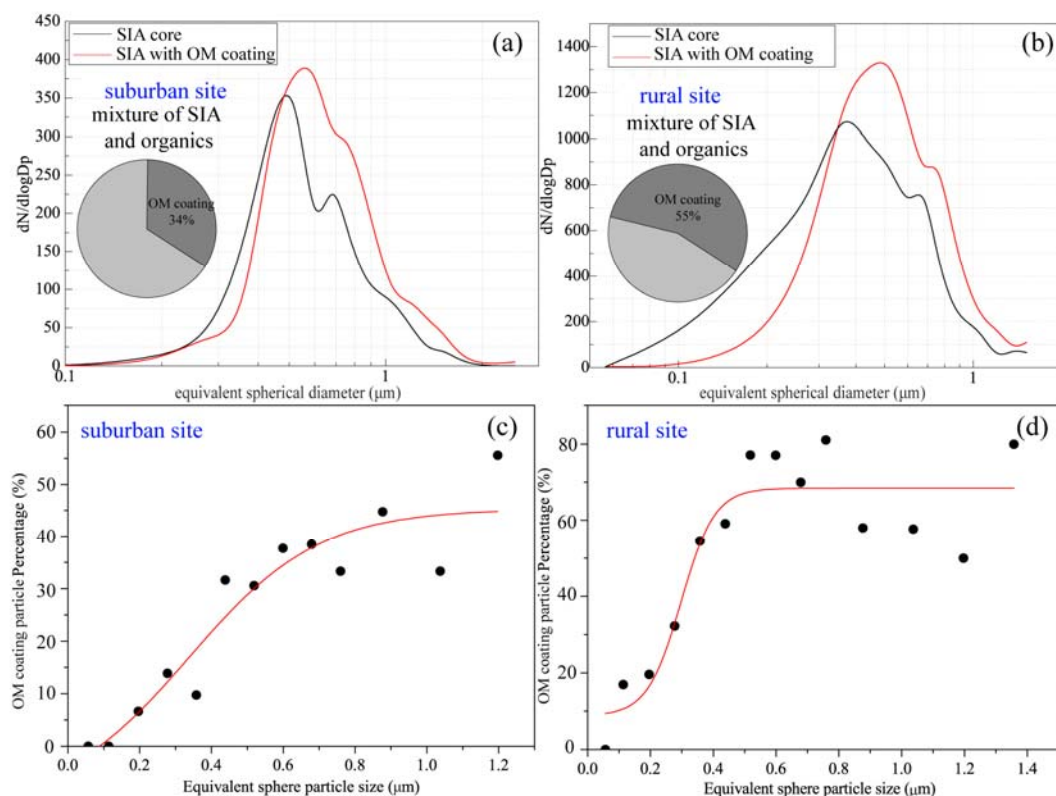 SIA core
SIA with OM coating
(a)
suburban site
mixture of SIA
and organics
OM coating
34%
dN/dlogDp
450
400
350
300
250
200
150
100
50
0
0.1
1
equivalent spherical diameter (μm)
SIA core
SIA with OM coating
(b)
rural site
mixture of SIA
and organics
OM coating
55%
dN/dlogDp
1400
1200
1000
800
600
400
200
0
0.1
1
equivalent spherical diameter (μm)
suburban site
(c)
OM coating particle Percentage (%)
60
50
40
30
20
10
0
0.0 0.2 0.4 0.6 0.8 1.0 1.2
Equivalent sphere particle size (μm)
rural site
(d)
OM coating particle Percentage (%)
80
60
40
20
0
0.0 0.2 0.4 0.6 0.8 1.0 1.2 1.4
Equivalent sphere particle size (μm)